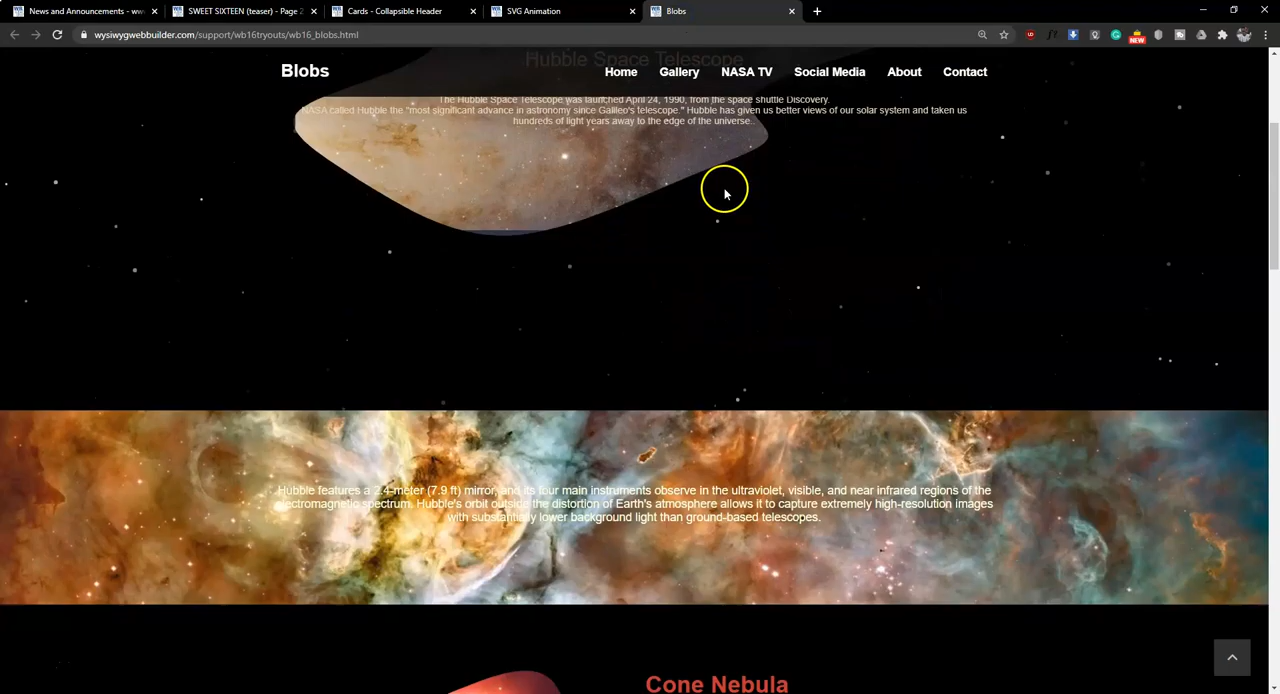 News and Announcements - ww
SWEET SIXTEEN (teaser) - Page 2
Cards - Collapsible Header
SVG Animation
Blobs
wysiwygwebbuilder.com/support/wb16tryouts/wb16_blobs.html
NEW
Hubble Space Telescope
Blobs
Home
Gallery
NASA TV
Social Media
About
Contact
The Hubble Space Telescope was launched April 24, 1990, from the space shuttle Discovery.
NASA called Hubble the "most significant advance in astronomy since Galileo's telescope." Hubble has given us better views of our solar system and taken us
hundreds of light years away to the edge of the universe.
Hubble features a 2.4-meter (7.9 ft) mirror, and its four main instruments observe in the ultraviolet, visible, and near infrared regions of the
electromagnetic spectrum. Hubble's orbit outside the distortion of Earth's atmosphere allows it to capture extremely high-resolution images
with substantially lower background light than ground-based telescopes.
Cone Nebula